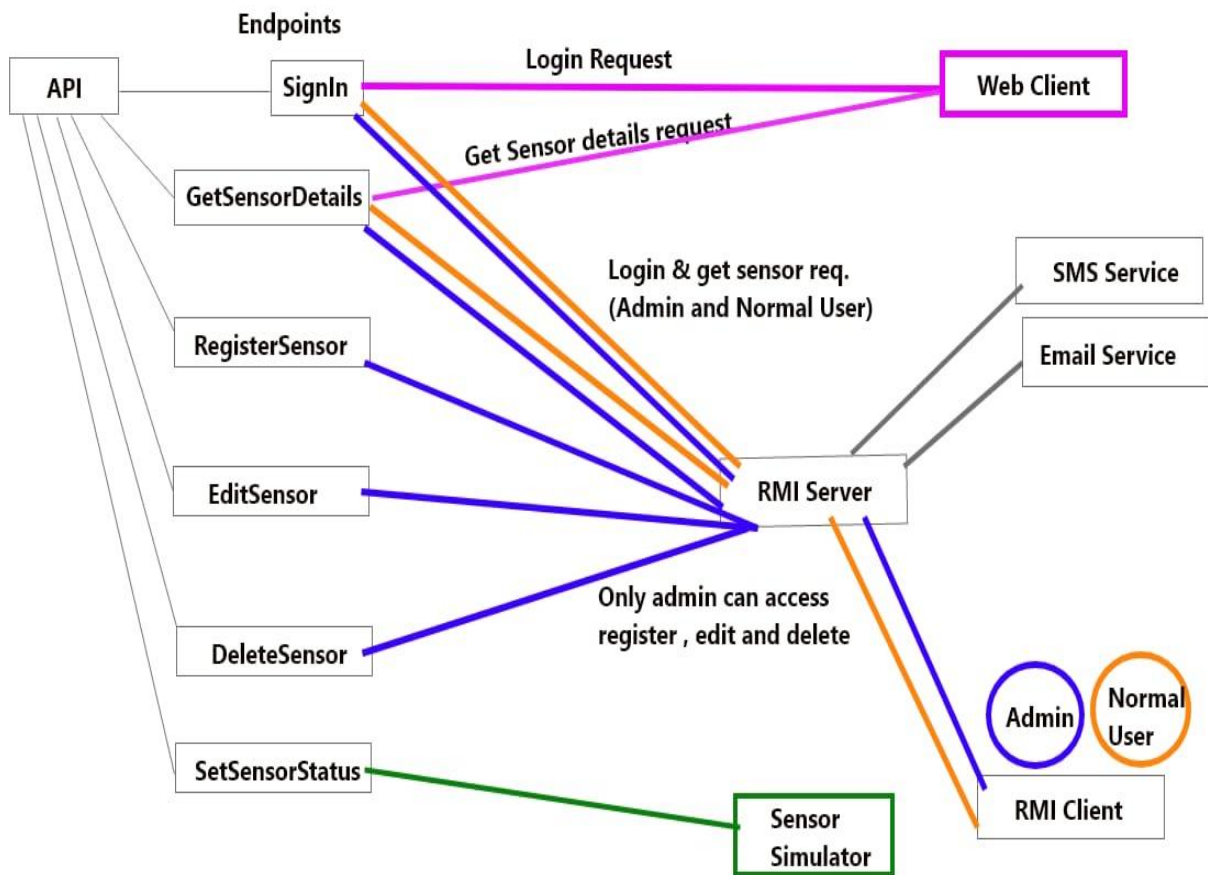 Endpoints
API
SignIn
Login Request
Web Client
Get Sensor details request
GetSensorDetails
Login & get sensor req.
(Admin and Normal User)
SMS Service
Email Service
RegisterSensor
RMI Server
EditSensor
Only admin can access
register , edit and delete
DeleteSensor
Admin
Normal
User
SetSensorStatus
Sensor
Simulator
RMI Client